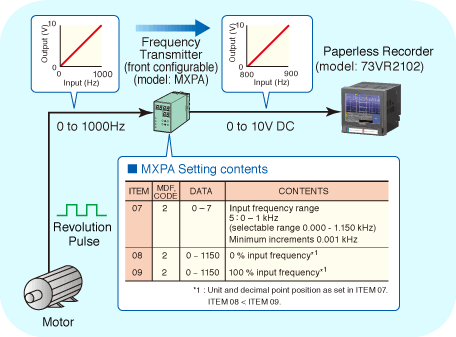 Output (V)
10
0
0
1000
Input (Hz)
Frequency
Transmitter
(front configurable)
(model: MXPA)
Output (V)
10
0
800
900
Input (Hz)
Paperless Recorder
(model: 73VR2102)
0 to 1000Hz
0 to 10V DC
■ MXPA Setting contents
ITEM MDF. CODE DATA CONTENTS
07 2 0 – 7 Input frequency range
5 : 0 – 1 kHz
(selectable range 0.000 - 1.150 kHz)
Minimum increments 0.001 kHz
08 2 0 – 1150 0 % input frequency*1
09 2 0 – 1150 100 % input frequency*1
*1 : Unit and decimal point position as set in ITEM 07.
ITEM 08 < ITEM 09.
Revolution
Pulse
Motor